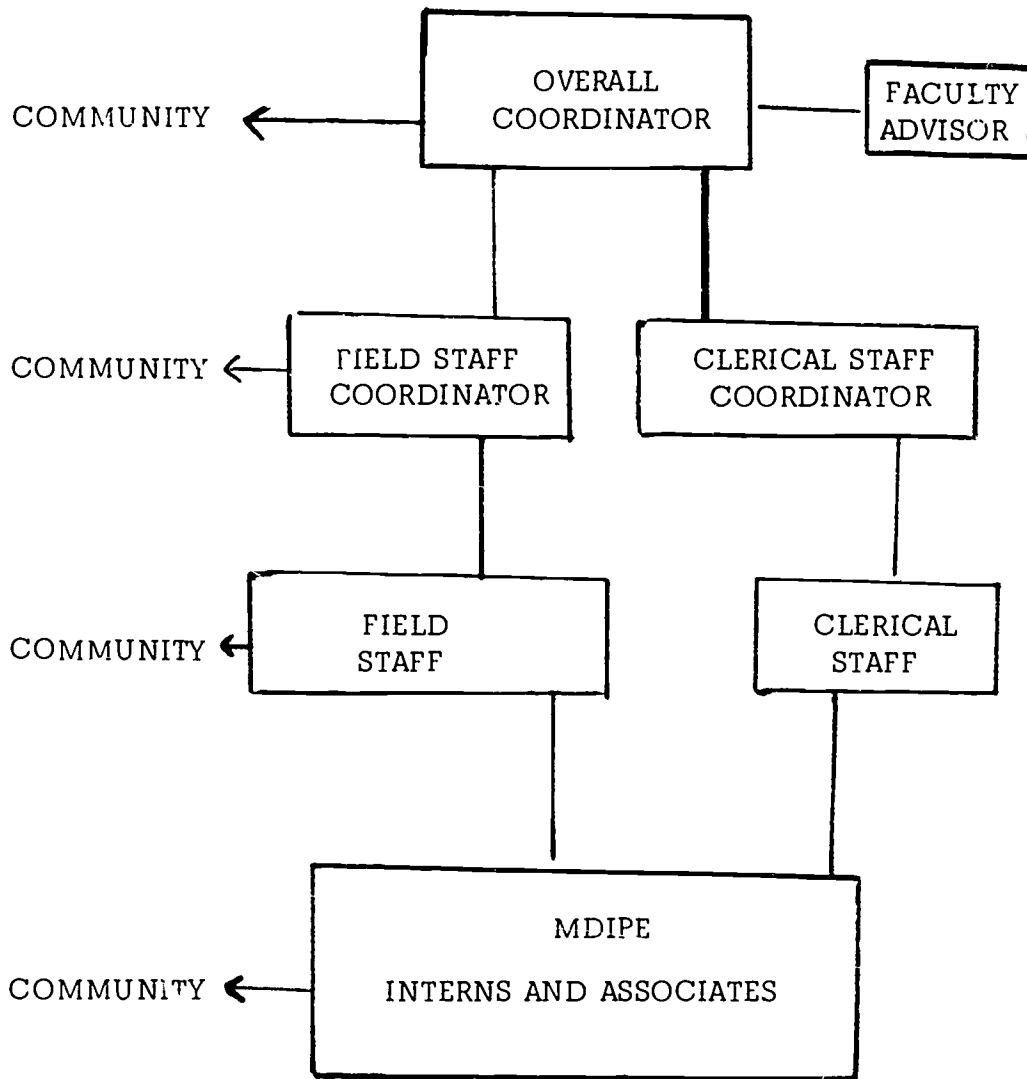 OVERALL
COORDINATOR
COMMUNITY
FACULTY
ADVISOR
COMMUNITY
FIELD STAFF
COORDINATOR
CLERICAL STAFF
COORDINATOR
COMMUNITY
FIELD
STAFF
CLERICAL
STAFF
MDIPE
COMMUNITY
INTERNS AND ASSOCIATES